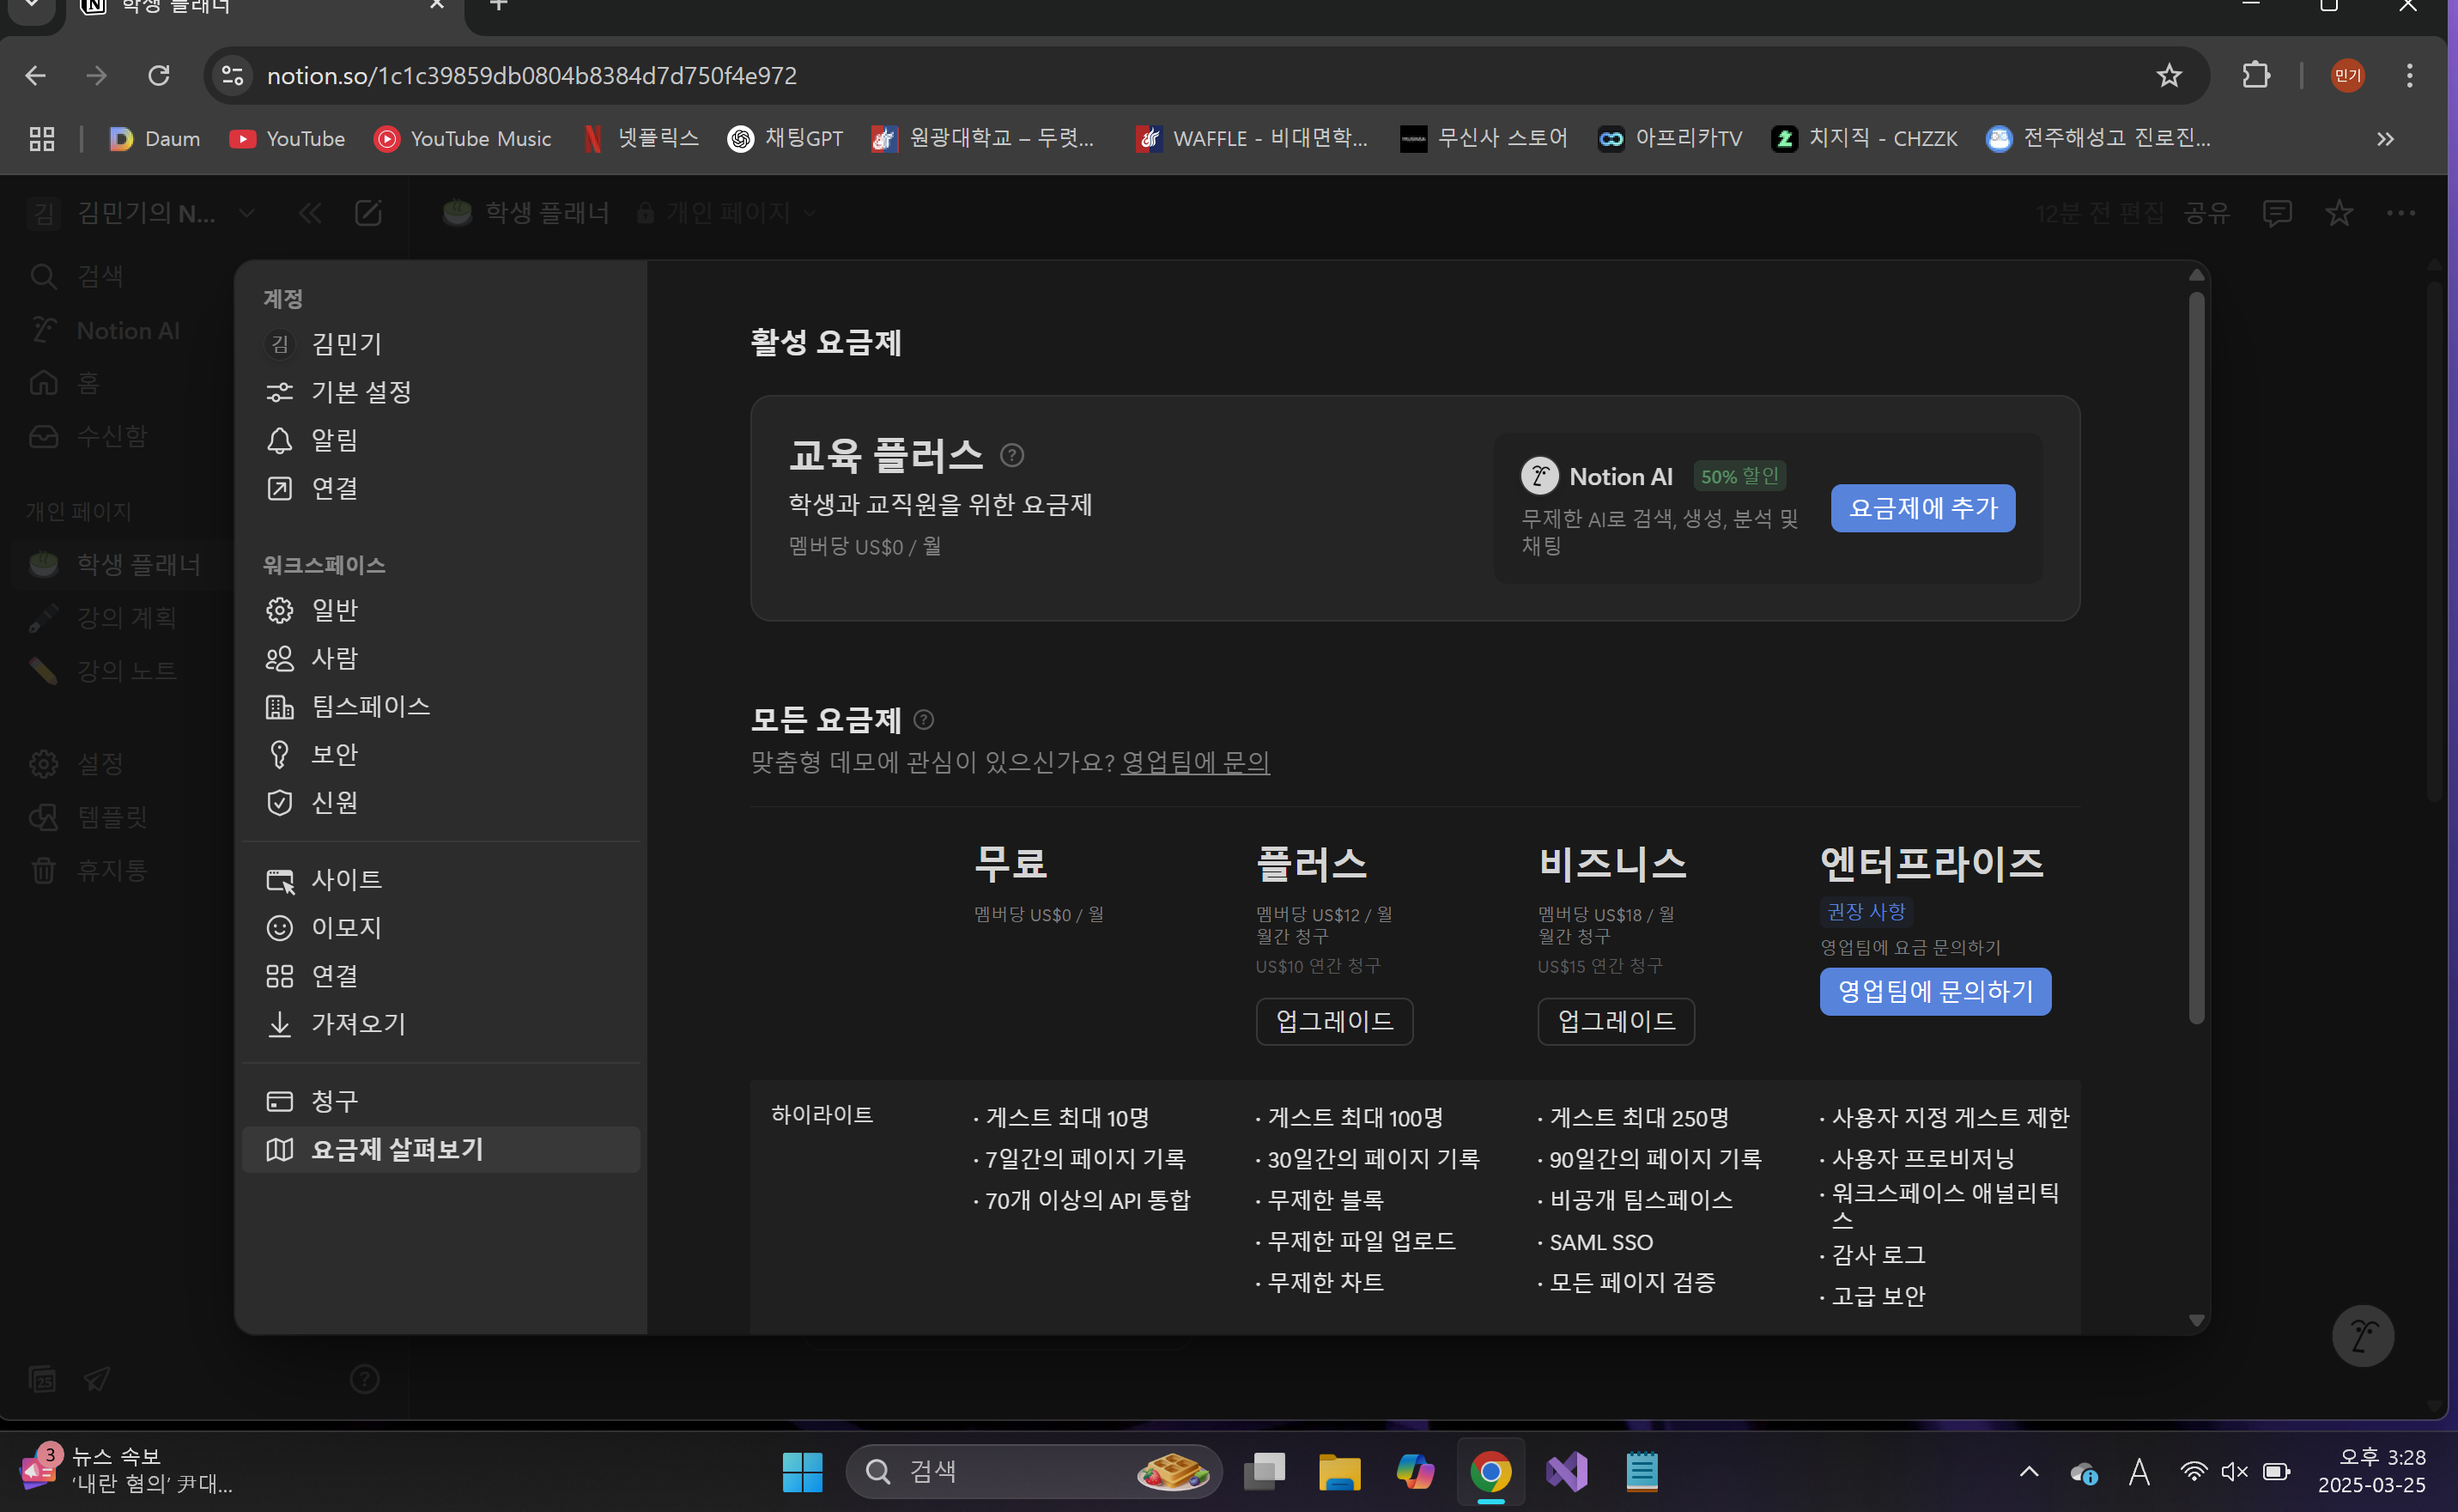 학생 플래너
notion.so/1c1c39859db0804b8384d7d750f4e972
민기
Daum
YouTube
YouTube Music
넷플릭스
채팅GPT
원광대학교 – 두렷...
WAFFLE - 비대면학...
무신사 스토어
아프리카TV
치지직 - CHZZK
전주해성고 진로진...
김 김민기의 N...
학생 플래너
개인 페이지
12분 전 편집
공유
검색
Notion AI
홈
수신함
개인 페이지
학생 플래너
강의 계획
강의 노트
설정
템플릿
휴지통
25
계정
김 김민기
기본 설정
알림
연결
워크스페이스
일반
사람
팀스페이스
보안
신원
사이트
이모지
연결
가져오기
청구
요금제 살펴보기
활성 요금제
교육 플러스
학생과 교직원을 위한 요금제
멤버당 US$0 / 월
Notion AI 50% 할인
무제한 AI로 검색, 생성, 분석 및
채팅
요금제에 추가
모든 요금제
맞춤형 데모에 관심이 있으신가요? 영업팀에 문의
무료
멤버당 US$0 / 월
플러스
멤버당 US$12 / 월
월간 청구
US$10 연간 청구
업그레이드
비즈니스
멤버당 US$18 / 월
월간 청구
US$15 연간 청구
업그레이드
엔터프라이즈
권장 사항
영업팀에 요금 문의하기
영업팀에 문의하기
하이라이트
· 게스트 최대 10명
· 7일간의 페이지 기록
· 70개 이상의 API 통합
· 게스트 최대 100명
· 30일간의 페이지 기록
· 무제한 블록
· 무제한 파일 업로드
· 무제한 차트
· 게스트 최대 250명
· 90일간의 페이지 기록
· 비공개 팀스페이스
· SAML SSO
· 모든 페이지 검증
· 사용자 지정 게스트 제한
· 사용자 프로비저닝
· 워크스페이스 애널리틱
스
· 감사 로그
· 고급 보안
3
뉴스 속보
‘내란 혐의’ 尹대...
검색
A
오후 3:28
2025-03-25